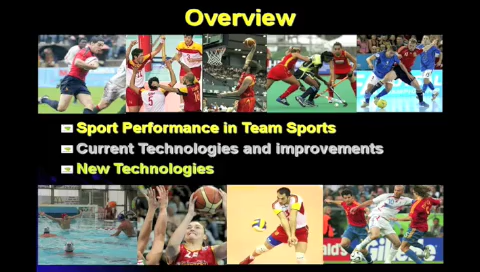 Overview
Sport Performance in Team Sports
Current Technologies and improvements
New Technologies